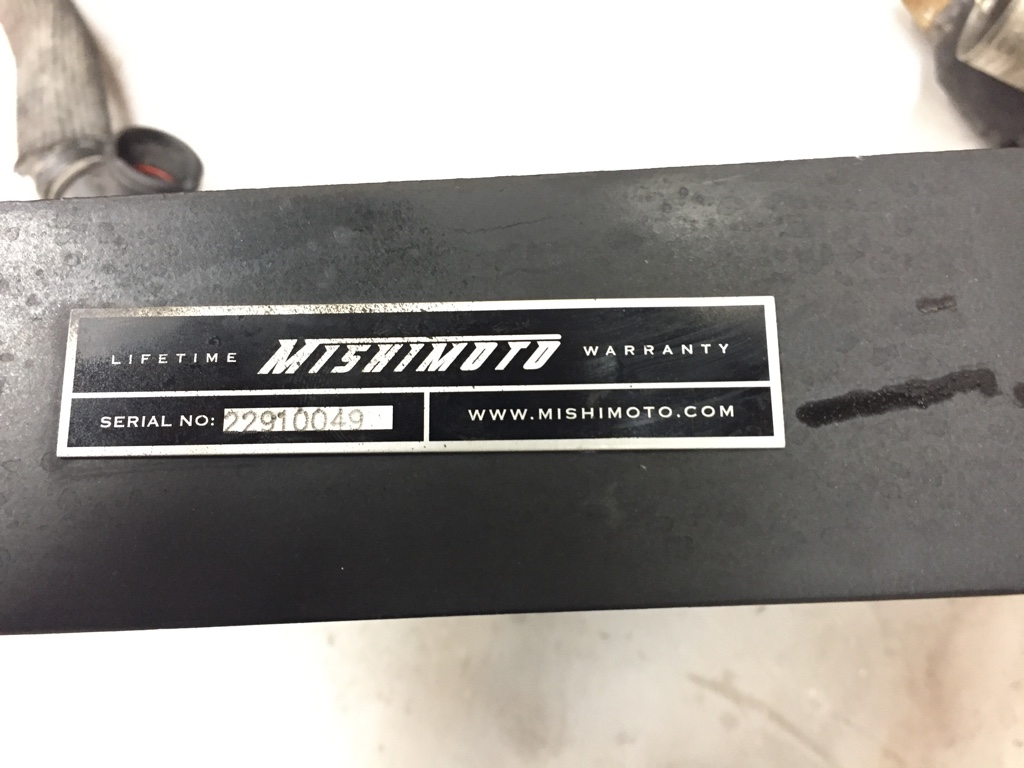 LIFETIME MISHIMOTO WARRANTY
SERIAL NO: 22910049
WWW.MISHIMOTO.COM